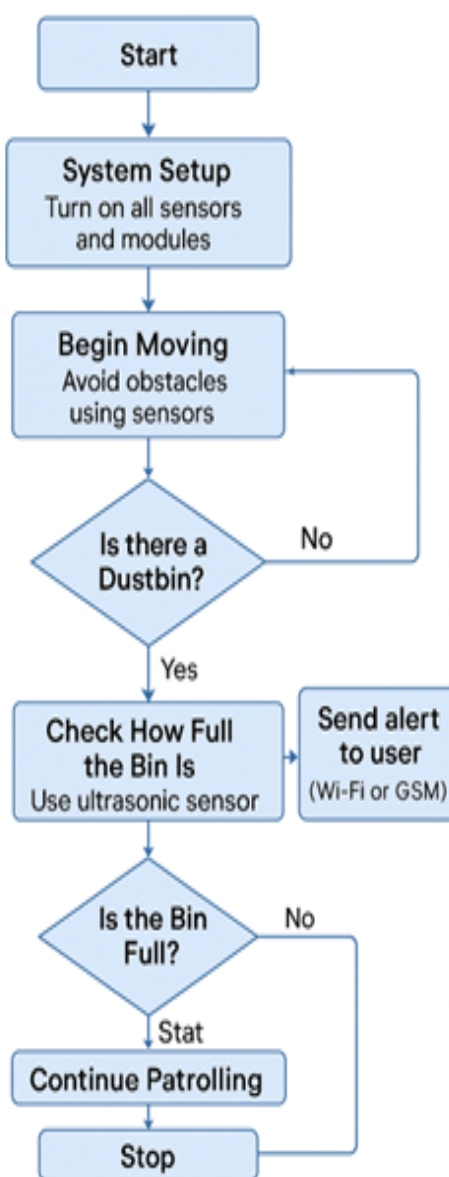 Start
System Setup
Turn on all sensors
and modules
Begin Moving
Avoid obstacles
using sensors
Is there a
Dustbin?
No
Yes
Check How Full
the Bin Is
Use ultrasonic sensor
Send alert
to user
(Wi-Fi or GSM)
Is the Bin
Full?
No
Stat
Continue Patrolling
Stop